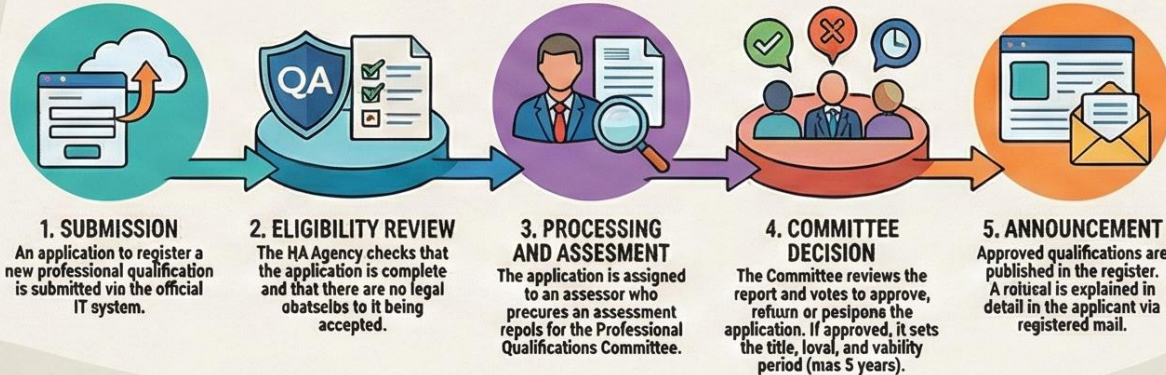 QA
1. SUBMISSION
An application to register a
new professional qualification
is submitted via the official
IT system.
2. ELIGIBILITY REVIEW
The HA Agency checks that
the application is complete
and that there are no legal
obatselbs to it being
accepted.
3. PROCESSING
AND ASSESMENT
The application is assigned
to an assessor who
precures an assessment
repols for the Professional
Qualifications Committee.
4. COMMITTEE
DECISION
The Committee reviews the
report and votes to approve,
refiurn or pesipone the
application. If approved, it sets
the title, loval, and vability
period (mas 5 years).
5. ANNOUNCEMENT
Approved qualifications are
published in the register.
A roitusal is explained in
detail in the applicant via
registered mail.